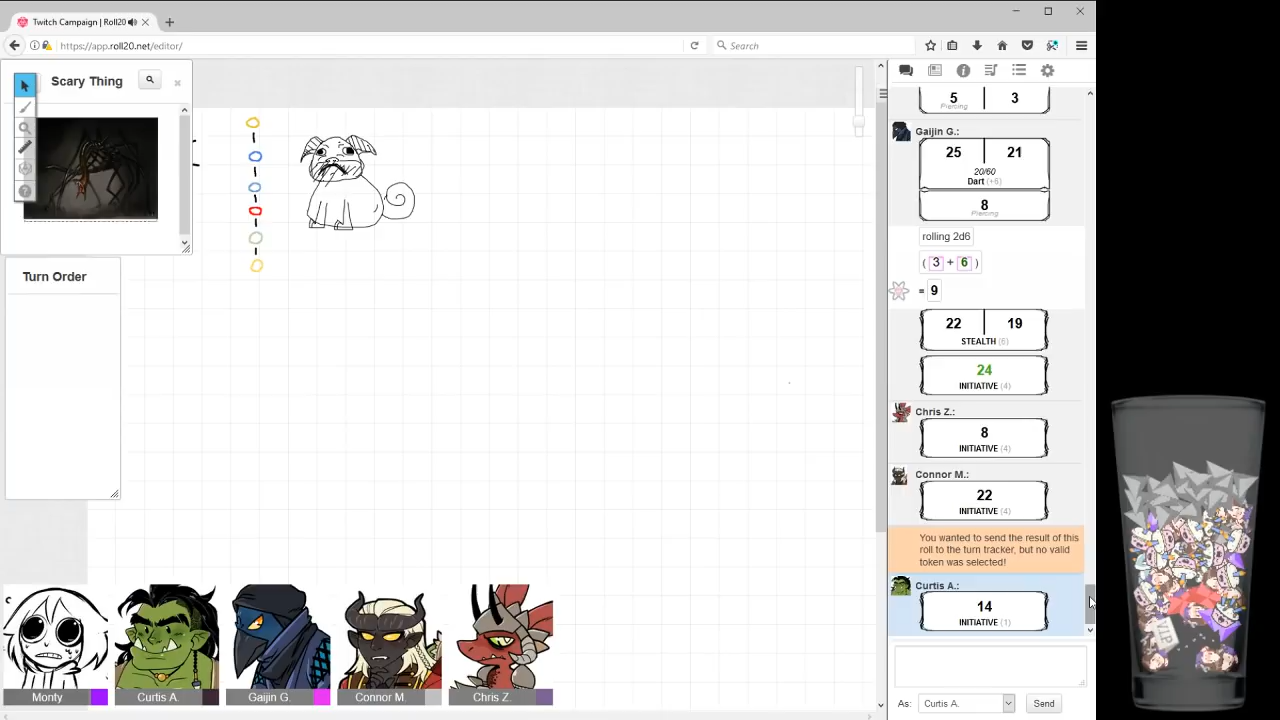 Twitch Campaign | Roll20
https://app.roll20.net/editor/
Search
Scary Thing
Turn Order
5
3
Piercing
Gaijin G.:
25
21
20/60
Dart (+6)
8
Piercing
rolling 2d6
( 3 + 6 )
= 9
22
19
STEALTH (6)
24
INITIATIVE (4)
Chris Z.:
8
INITIATIVE (4)
Connor M.:
22
INITIATIVE (4)
You wanted to send the result of this
roll to the turn tracker, but no valid
token was selected!
Curtis A.:
14
INITIATIVE (1)
As:
Curtis A.
Send
Monty
Curtis A.
Gaijin G.
Connor M.
Chris Z.
VIP